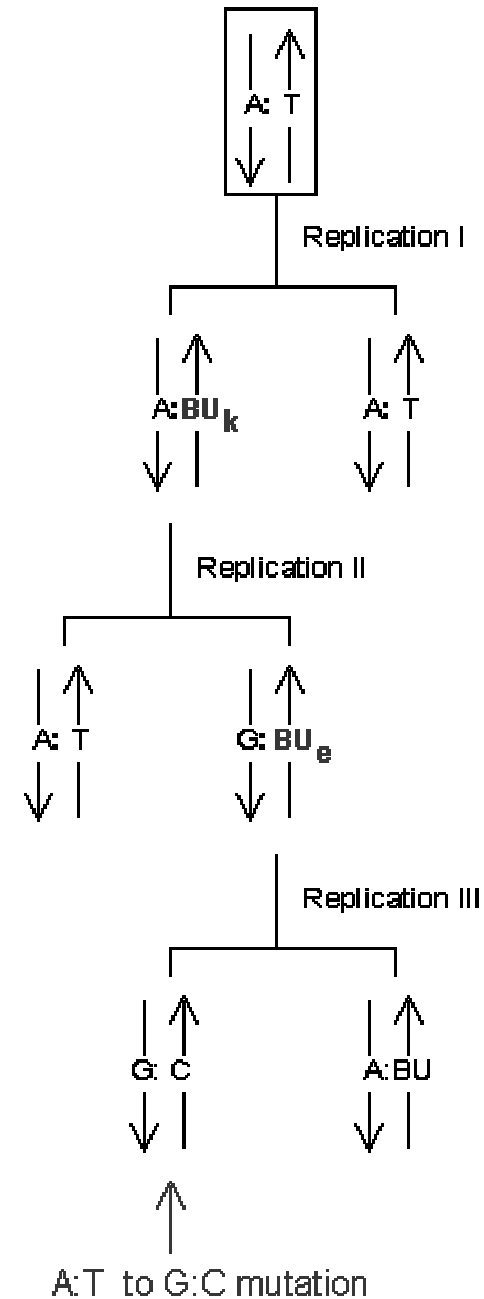 A: T
Replication I
A:BUk A: T
Replication II
A: T G: BUe
Replication III
G: C A:BU
A:T to G:C mutation